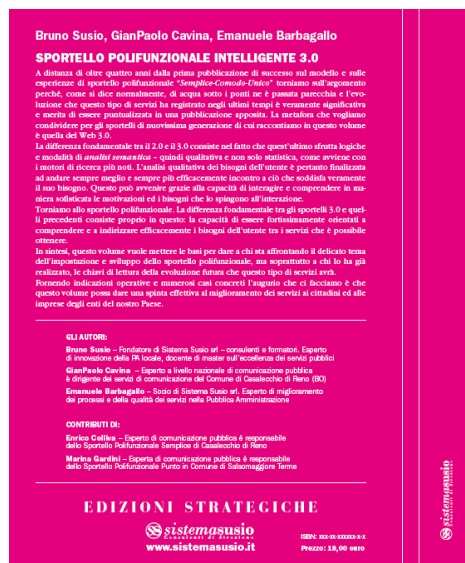 Bruno Susio, GianPaolo Cavina, Emanuele Barbagallo
SPORTELLO POLIFUNZIONALE INTELLIGENTE 3.0
A distanza di oltre quattro anni dalla prima pubblicazione di successo sul modello e sulle
esperienze di sportello polifunzionale "Semplice-Comodo-Unico" torniamo sull'argomento
perché, come si dice normalmente, di acqua sotto i ponti ne è passata parecchia e l'evo-
luzione che questo tipo di servizi ha registrato negli ultimi tempi è veramente significativa
e merita di essere puntualizzata in una pubblicazione apposita. La metafora che vogliamo
condividere per gli sportelli di nuovissima generazione di cui raccontiamo in questo volume
è quella del Web 3.0.
La differenza fondamentale tra il 2.0 e il 3.0 consiste nel fatto che quest'ultimo sfrutta logiche
e modalità di analisi semantica – quindi qualitativa e non solo statistica, come avviene con
i motori di ricerca più noti. L'analisi qualitativa dei bisogni dell'utente è pertanto finalizzata
ad andare sempre meglio e sempre più efficacemente incontro a ciò che soddisfa veramente
il suo bisogno. Questo può avvenire grazie alla capacità di interagire e comprendere in ma-
niera sofisticata le motivazioni ed i bisogni che lo spingono all'interazione.
Torniamo allo sportello polifunzionale. La differenza fondamentale tra gli sportelli 3.0 e quel-
li precedenti consiste proprio in questo: la capacità di essere fortissimamente orientati a
comprendere e a indirizzare efficacemente i bisogni dell'utente tra i servizi che è possibile
ottenere.
In sintesi, questo volume vuole mettere le basi per dare a chi sta affrontando il delicato tema
dell'impostazione e sviluppo dello sportello polifunzionale, ma soprattutto a chi lo ha già
realizzato, le chiavi di lettura della evoluzione futura che questo tipo di servizi avrà.
Fornendo indicazioni operative e numerosi casi concreti l'augurio che ci facciamo è che
questo volume possa dare una spinta effettiva al miglioramento dei servizi ai cittadini ed alle
imprese degli enti del nostro Paese.
GLI AUTORI:
Bruno Susio – Fondatore di Sistema Susio srl – consulenti e formatori. Esperto
di innovazione della PA locale, docente di master sull'eccellenza dei servizi pubblici
GianPaolo Cavina – Esperto a livello nazionale di comunicazione pubblica
è dirigente dei servizi di comunicazione del Comune di Casalecchio di Reno (BO)
Emanuele Barbagallo – Socio di Sistema Susio srl. Esperto di miglioramento
dei processi e della qualità dei servizi nella Pubblica Amministrazione
CONTRIBUTI DI:
Enrico Colliva – Esperto di comunicazione pubblica è responsabile
dello Sportello Polifunzionale Semplice di Casalecchio di Reno
Marina Gardini – Esperta di comunicazione pubblica è responsabile
dello Sportello Polifunzionale Punto in Comune di Salsomaggiore Terme
EDIZIONI STRATEGICHE
sistemasusio
Consulenti di direzione
www.sistemasusio.it
ISBN: xxx-xx-xxxxxx-x-x
Prezzo: 18,00 euro
sistemasusio
Consulenti di direzione